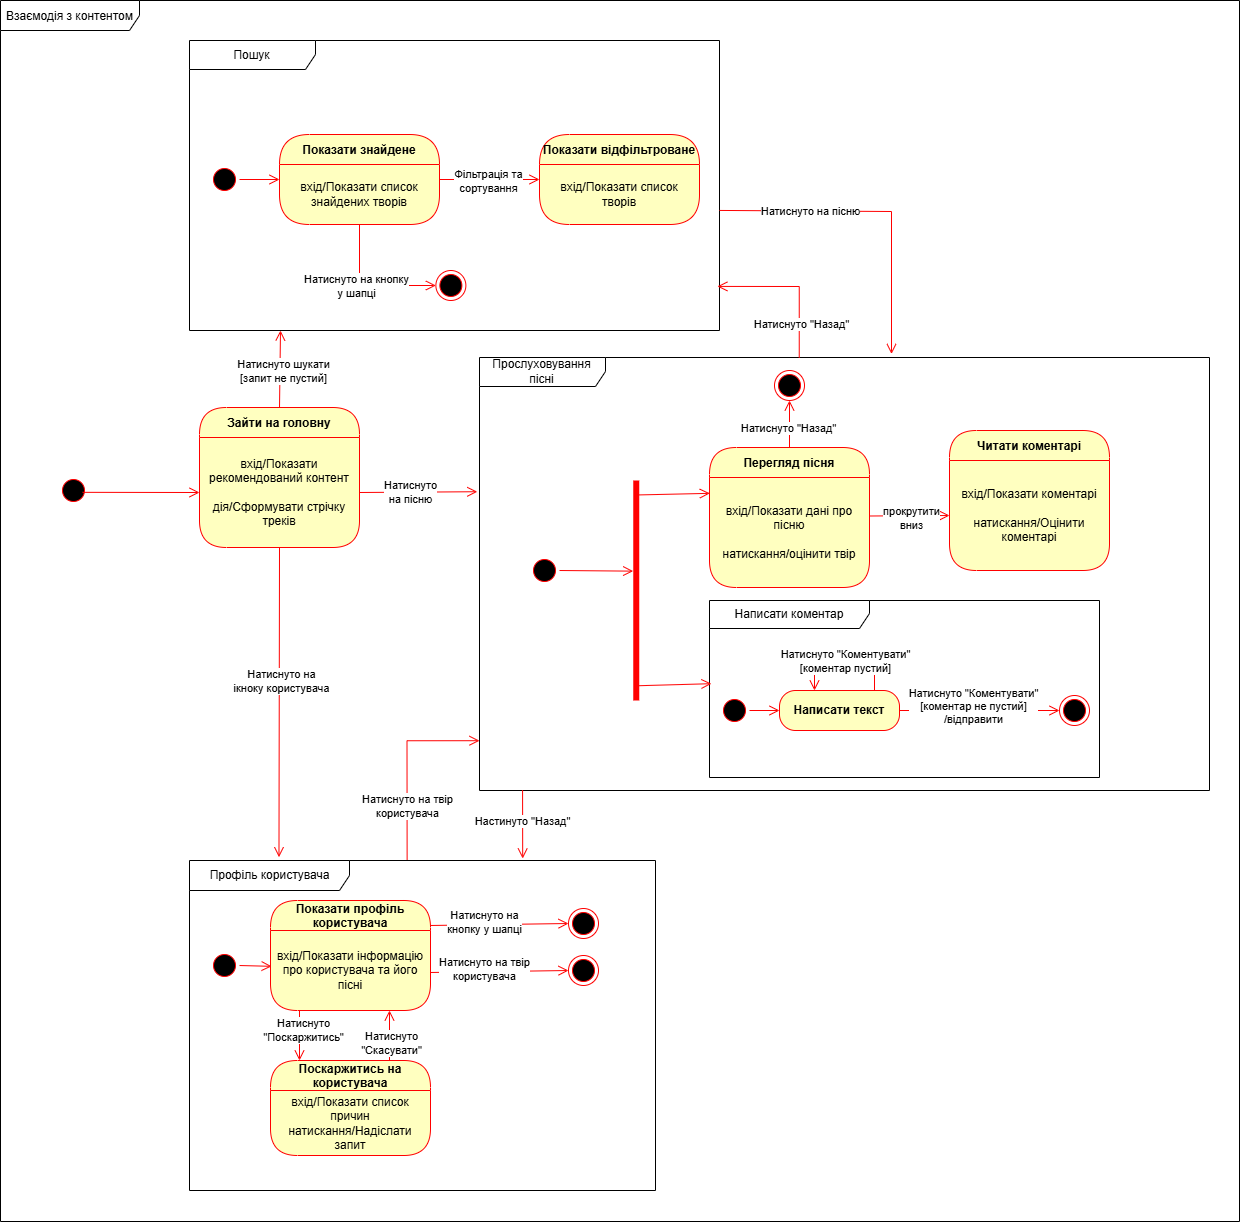 Взаємодія з контентом
Пошук
Показати знайдене
вхід/Показати список
знайдених творів
Фільтрація та
сортування
Показати відфільтроване
вхід/Показати список
творів
Натиснуто на кнопку
у шапці
Натиснуто на пісню
Натиснуто "Назад"
Натиснуто шукати
[запит не пустий]
Зайти на головну
вхід/Показати
рекомендований контент
дія/Сформувати стрічку
треків
Натиснуто
на пісню
Прослуховування
пісні
Натиснуто "Назад"
Перегляд пісня
вхід/Показати дані про
пісню
натискання/оцінити твір
прокрутити
вниз
Читати коментарі
вхід/Показати коментарі
натискання/Оцінити
коментарі
Написати коментар
Натиснуто "Коментувати"
[коментар пустий]
Написати текст
Натиснуто "Коментувати"
[коментар не пустий]
/відправити
Натиснуто на
ікноку користувача
Натиснуто на твір
користувача
Настинуто "Назад"
Профіль користувача
Показати профіль
користувача
вхід/Показати інформацію
про користувача та його
пісні
Натиснуто на
кнопку у шапці
Натиснуто на твір
користувача
Натиснуто
"Поскаржитись"
Натиснуто
"Скасувати"
Поскаржитись на
користувача
вхід/Показати список
причин
натискання/Надіслати
запит